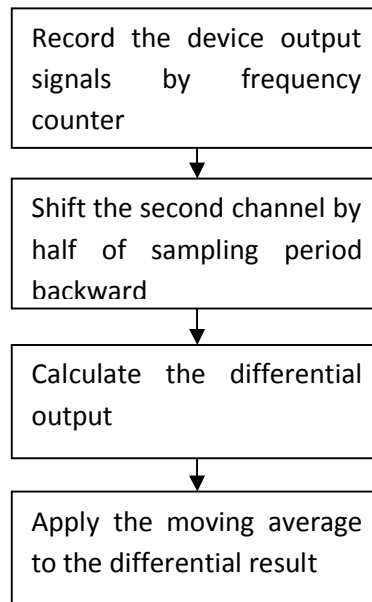 Record the device output
signals by frequency
counter
Shift the second channel by
half of sampling period
backward
Calculate the differential
output
Apply the moving average
to the differential result